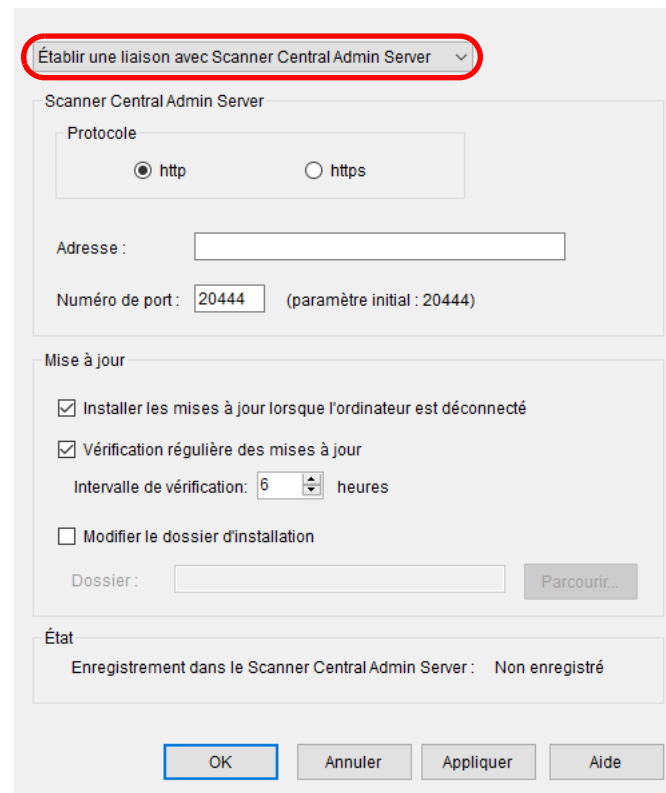 Établir une liaison avec Scanner Central Admin Server
Scanner Central Admin Server
Protocole
http https
Adresse :
Numéro de port : 20444 (paramètre initial : 20444)
Mise à jour
Installer les mises à jour lorsque l'ordinateur est déconnecté
Vérification régulière des mises à jour
Intervalle de vérification: 6 heures
Modifier le dossier d'installation
Dossier : Parcourir...
État
Enregistrement dans le Scanner Central Admin Server : Non enregistré
OK Annuler Appliquer Aide